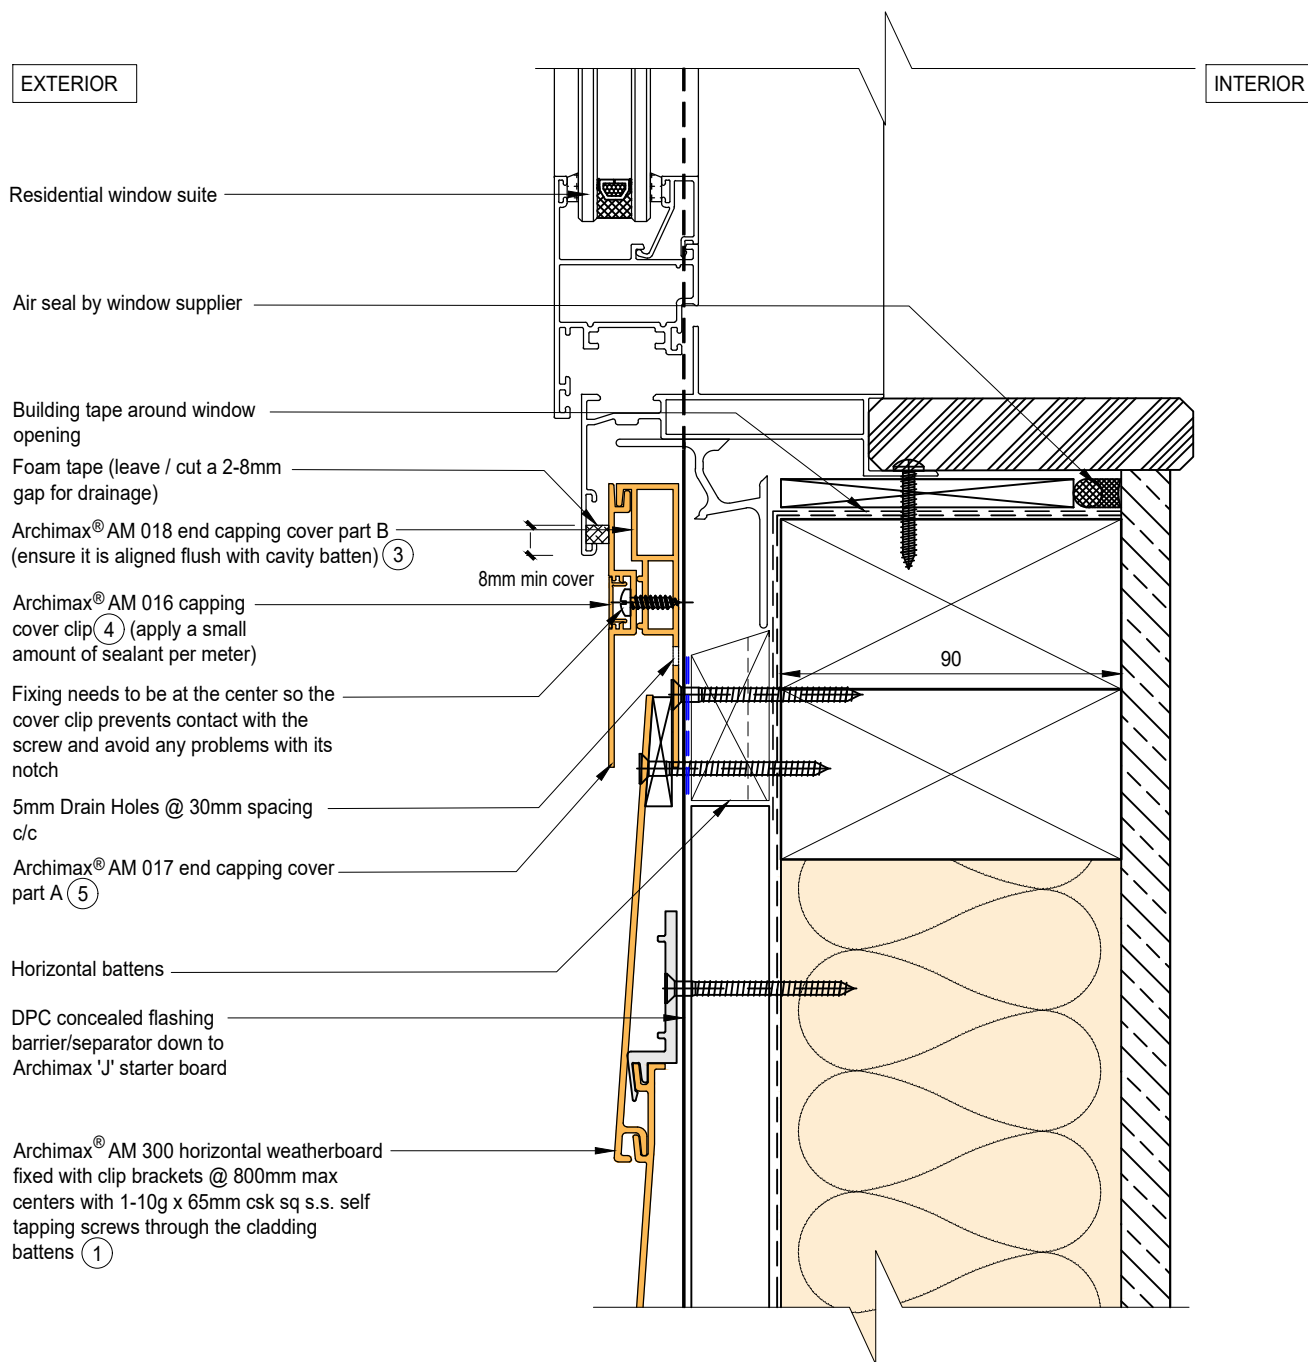 EXTERIOR
INTERIOR
Residential window suite
Air seal by window supplier
Building tape around window
opening
Foam tape (leave / cut a 2-8mm
gap for drainage)
Archimax® AM 018 end capping cover part B
(ensure it is aligned flush with cavity batten) 3
8mm min cover
Archimax® AM 016 capping
cover clip 4 (apply a small
amount of sealant per meter)
90
Fixing needs to be at the center so the
cover clip prevents contact with the
screw and avoid any problems with its
notch
5mm Drain Holes @ 30mm spacing
c/c
Archimax® AM 017 end capping cover
part A 5
Horizontal battens
DPC concealed flashing
barrier/separator down to
Archimax 'J' starter board
Archimax® AM 300 horizontal weatherboard
fixed with clip brackets @ 800mm max
centers with 1-10g x 65mm csk sq s.s. self
tapping screws through the cladding
battens 1